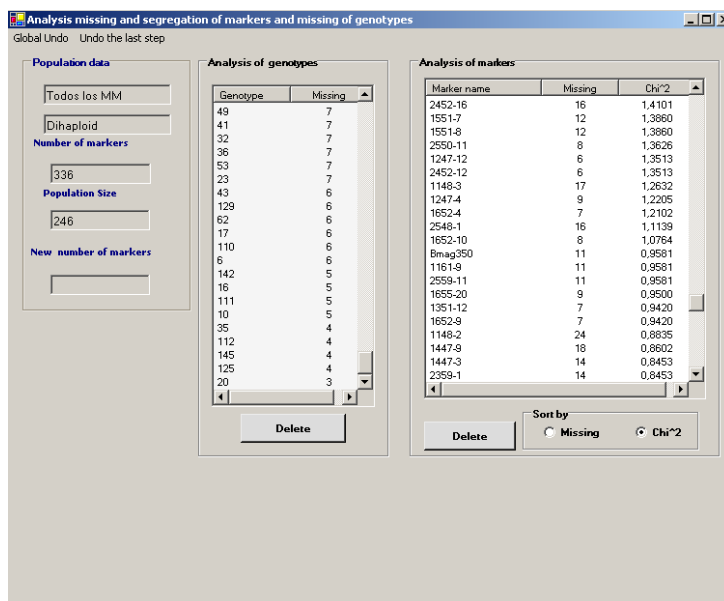 Analysis missing and segregation of markers and missing of genotypes
Global Undo Undo the last step
Population data
Todos los MM
Dihaploid
Number of markers
336
Population Size
246
New number of markers
Analysis of genotypes
Genotype Missing
49 7
41 7
32 7
36 7
53 7
23 7
43 6
129 6
62 6
17 6
110 6
6 6
142 5
16 5
111 5
10 5
35 4
112 4
145 4
125 4
20 3
Delete
Analysis of markers
Marker name Missing Chi^2
2452-16 16 1,4101
1551-7 12 1,3860
1551-8 12 1,3860
2550-11 8 1,3626
1247-12 6 1,3513
2452-12 6 1,3513
1148-3 17 1,2632
1247-4 9 1,2205
1652-4 7 1,2102
2548-1 16 1,1139
1652-10 8 1,0764
Bmag350 11 0,9581
1161-9 11 0,9581
2559-11 11 0,9581
1655-20 9 0,9500
1351-12 7 0,9420
1652-9 7 0,9420
1148-2 24 0,8835
1447-9 18 0,8602
1447-3 14 0,8453
2359-1 14 0,8453
Delete
Sort by
Missing Chi^2